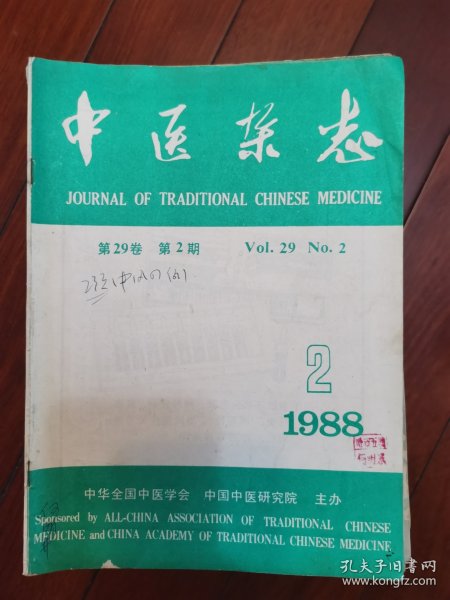 中医杂志
JOURNAL OF TRADITIONAL CHINESE MEDICINE
第29卷 第2期 Vol. 29 No. 2
2
1988
中华全国中医学会 中国中医研究院 主办
Sponsored by ALL-CHINA ASSOCIATION OF TRADITIONAL CHINESE
MEDICINE and CHINA ACADEMY OF TRADITIONAL CHINESE MEDICINE
孔夫子旧书网
www.kongfz.com